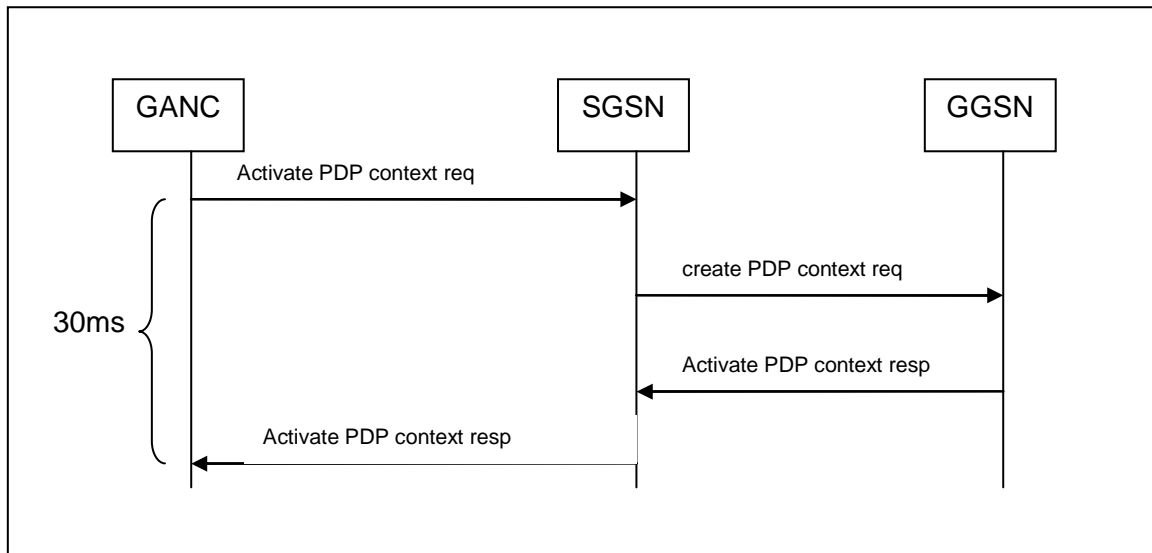 GANC
SGSN
GGSN
Activate PDP context req
create PDP context req
30ms
Activate PDP context resp
Activate PDP context resp